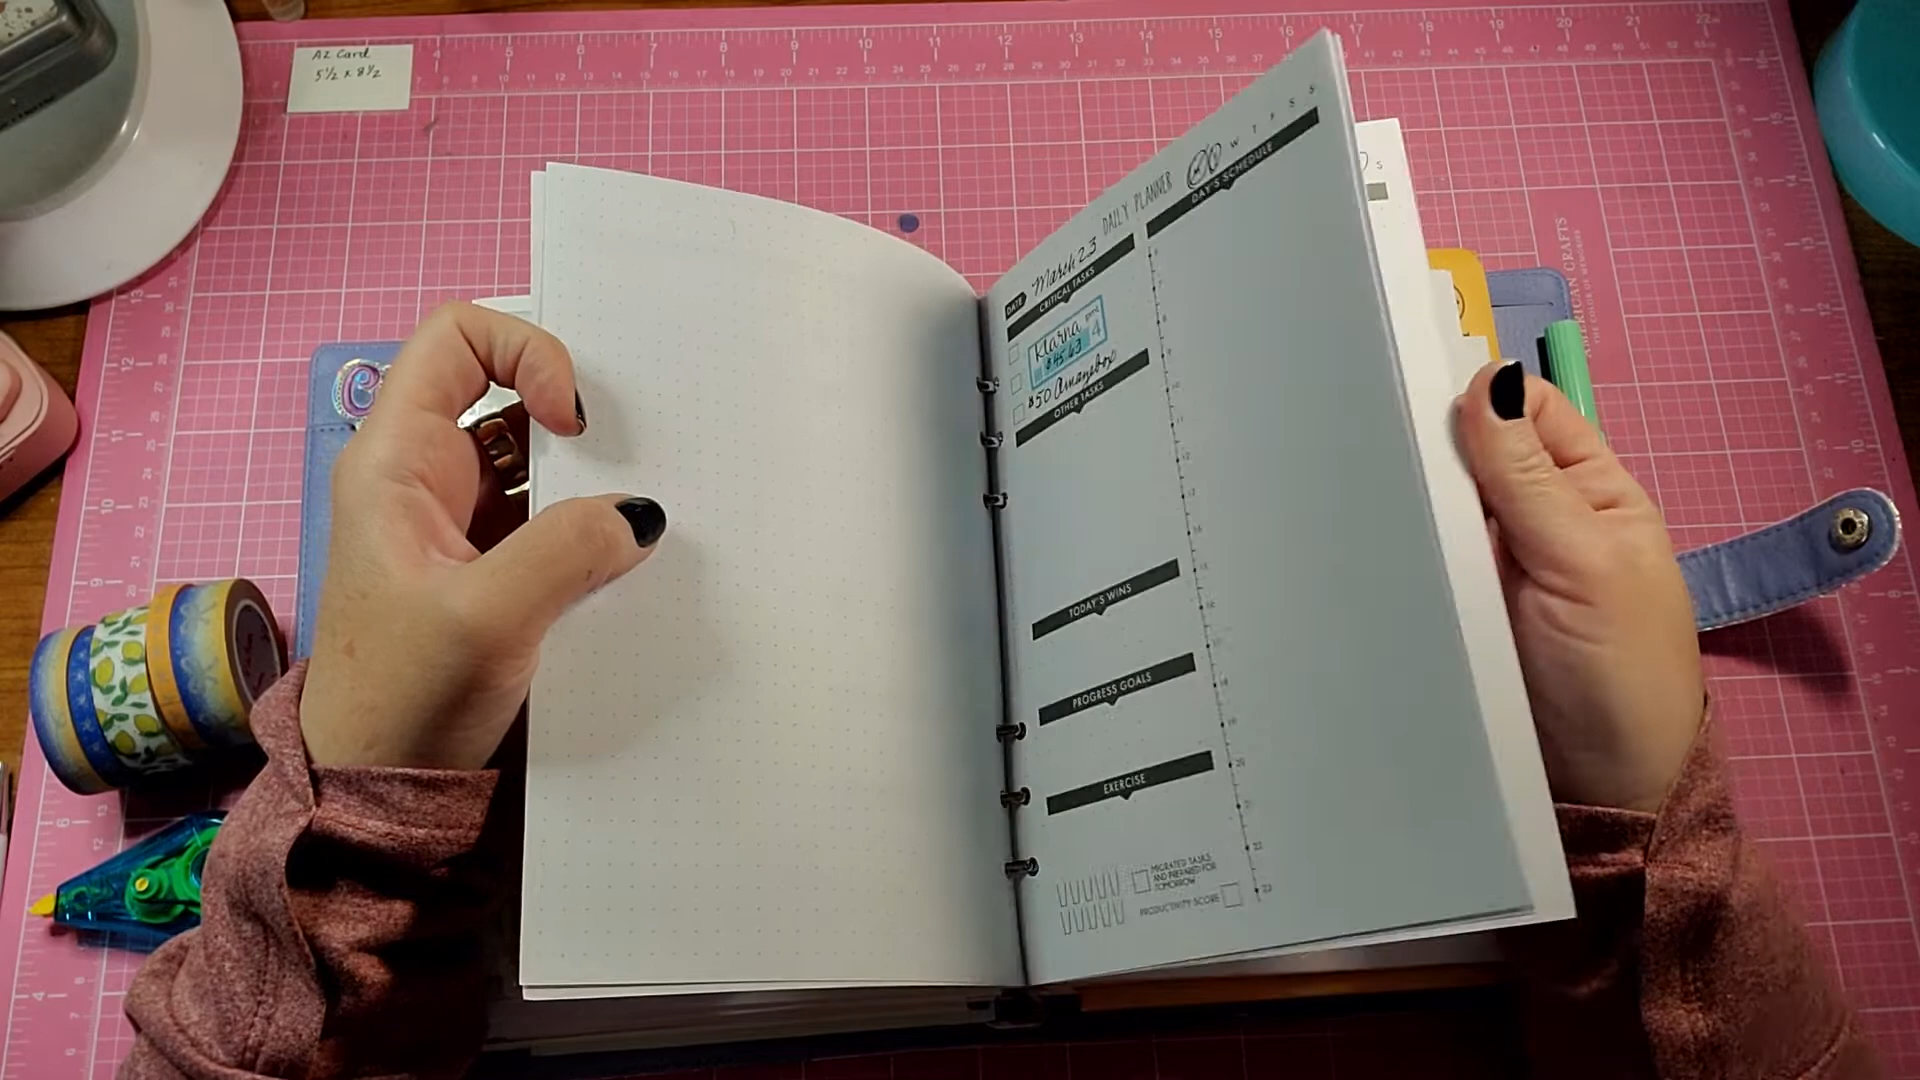 A2 Card
5½ x 8½
DAILY PLANNER
W T F S S
DATE March 23
CRITICAL TASKS
DAY'S SCHEDULE
Klarna
4
$45.63
$50 Amazebox
OTHER TASKS
TODAY'S WINS
PROGRESS GOALS
EXERCISE
MIGRATED TASKS
AND PREPARED FOR
TOMORROW
PRODUCTIVITY SCORE
S
AMERICAN CRAFTS